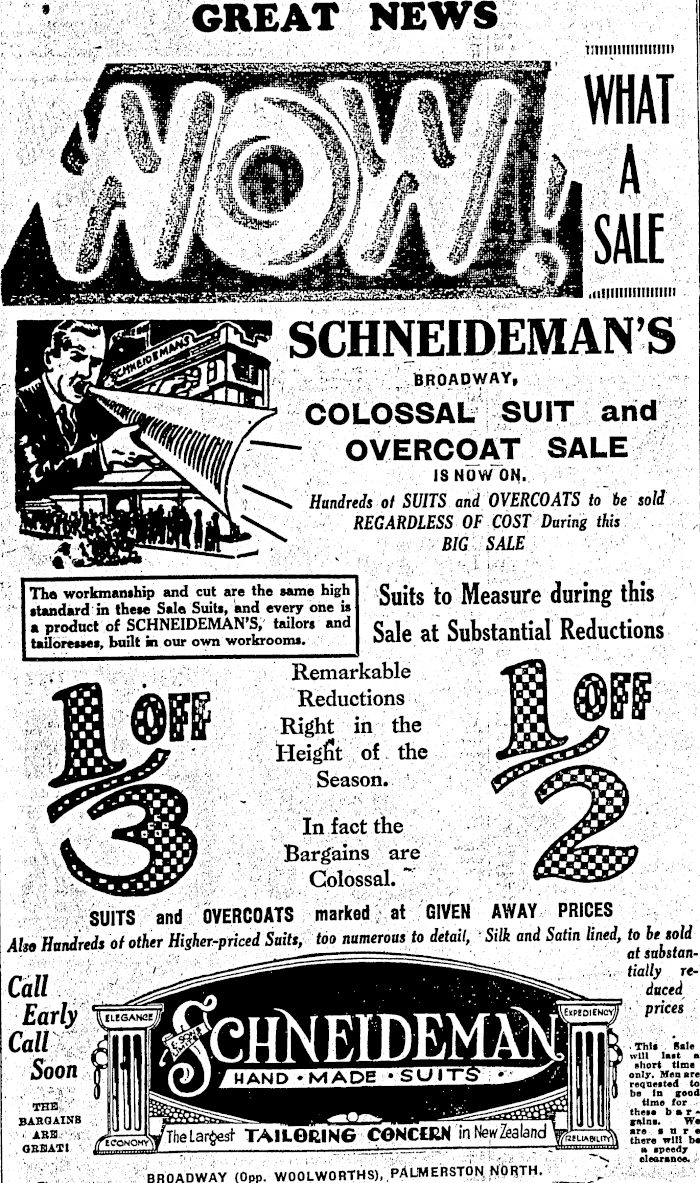 GREAT NEWS
NOW!
WHAT
A
SALE
SCHNEIDEMAN'S
SCHNEIDEMAN'S
BROADWAY,
COLOSSAL SUIT and
OVERCOAT SALE
IS NOW ON.
Hundreds of SUITS and OVERCOATS to be sold
REGARDLESS OF COST During this
BIG SALE
The workmanship and cut are the same high
standard in these Sale Suits, and every one is
a product of SCHNEIDEMAN'S, tailors and
tailoresses, built in our own workrooms.
Suits to Measure during this
Sale at Substantial Reductions
1/3 OFF
Remarkable
Reductions
Right in the
Height of the
Season.
In fact the
Bargains are
Colossal.
1/2 OFF
SUITS and OVERCOATS marked at GIVEN AWAY PRICES
Also Hundreds of other Higher-priced Suits, too numerous to detail, Silk and Satin lined, to be sold
at substan-
tially re-
duced
prices
Call
Early
Call
Soon
THE
BARGAINS
ARE
GREAT!
ELEGANCE
ECONOMY
SCHNEIDEMAN
HAND·MADE·SUITS
The Largest TAILORING CONCERN in New Zealand
EXPEDIENCY
RELIABILITY
This Sale
will last a
short time
only. Men are
requested to
be in good
time for
these bar-
gains. We
are sure
there will be
a speedy
clearance.
BROADWAY (Opp. WOOLWORTHS), PALMERSTON NORTH.